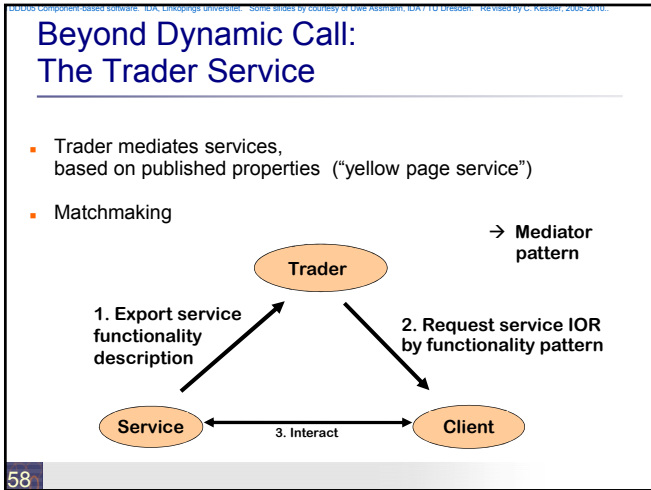 DDD05 Component-based software. IDA, Linköpings universitet. Some slides by courtesy of Uwe Assmann, IDA / TU Dresden. Revised by C. Kessler, 2005-2010..
Beyond Dynamic Call:
The Trader Service
▪ Trader mediates services,
based on published properties (“yellow page service”)
▪ Matchmaking
→ Mediator
pattern
Trader
1. Export service
functionality
description
2. Request service IOR
by functionality pattern
Service
3. Interact
Client
58